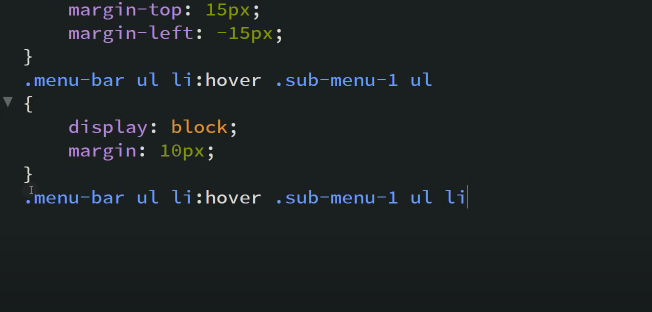 margin-top: 15px;
margin-left: -15px;
}
.menu-bar ul li:hover .sub-menu-1 ul
{
display: block;
margin: 10px;
}
.menu-bar ul li:hover .sub-menu-1 ul li